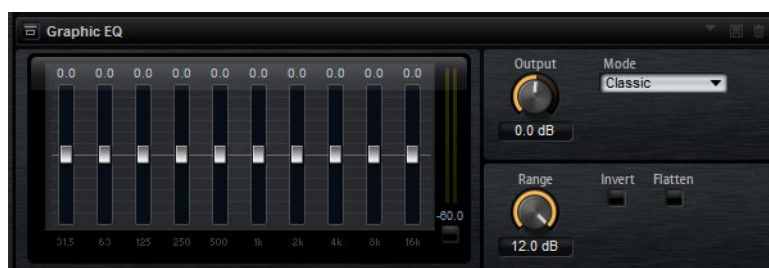 Graphic EQ
0.0 0.0 0.0 0.0 0.0 0.0 0.0 0.0 0.0 0.0
-60.0
31.5 63 125 250 500 1k 2k 4k 8k 16k
Output Mode
Classic
0.0 dB
Range Invert Flatten
12.0 dB